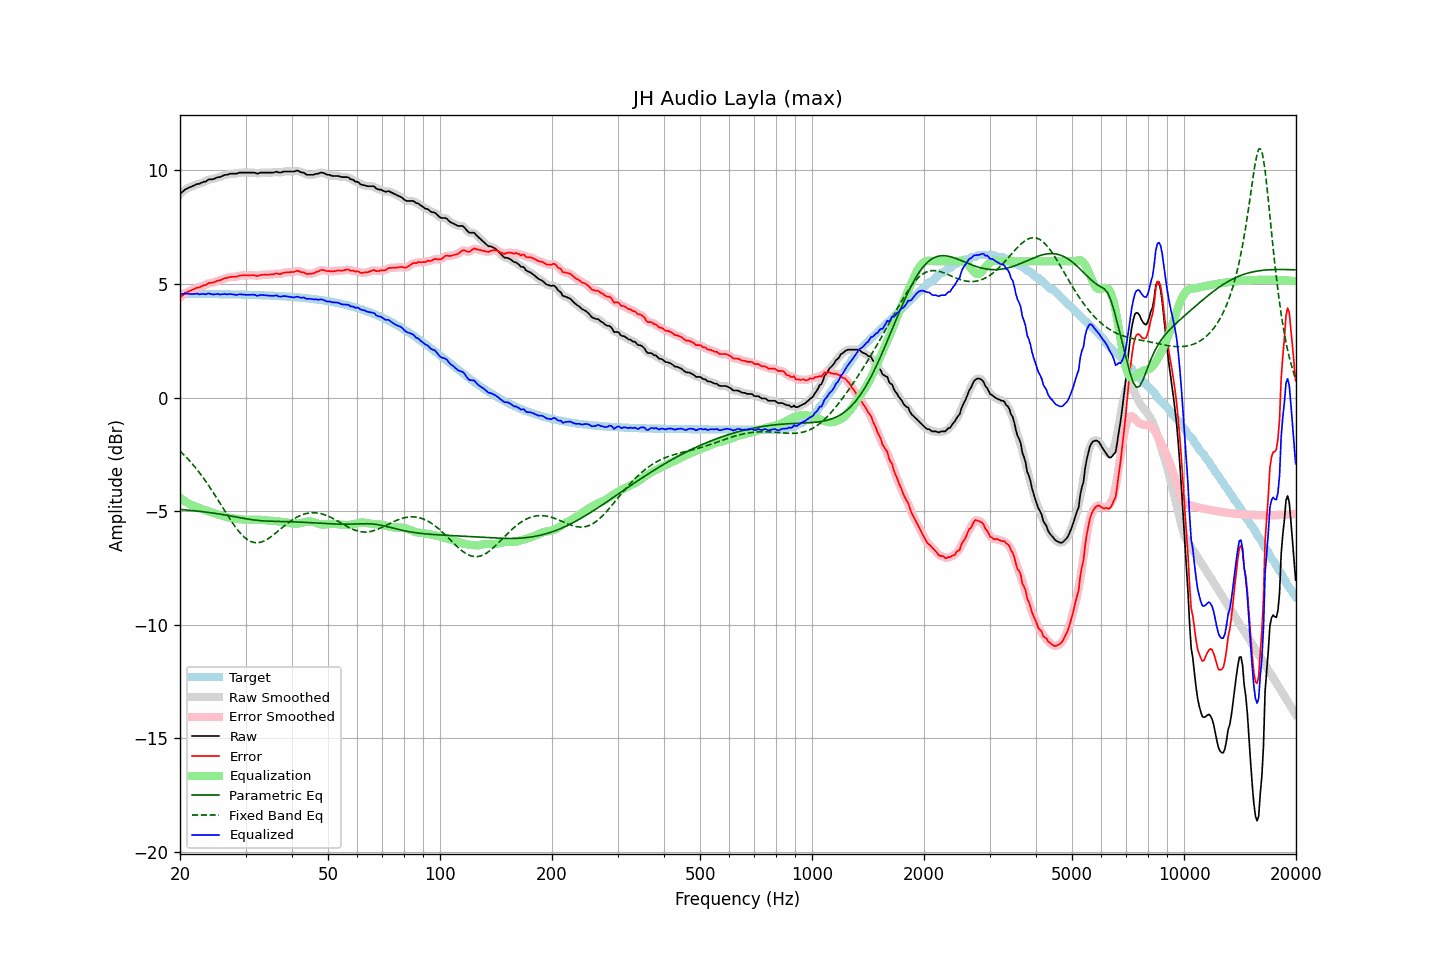 JH Audio Layla (max)
Amplitude (dBr)
10
5
0
−5
−10
−15
−20
Target
Raw Smoothed
Error Smoothed
Raw
Error
Equalization
Parametric Eq
Fixed Band Eq
Equalized
20 50 100 200 500 1000 2000 5000 10000 20000
Frequency (Hz)